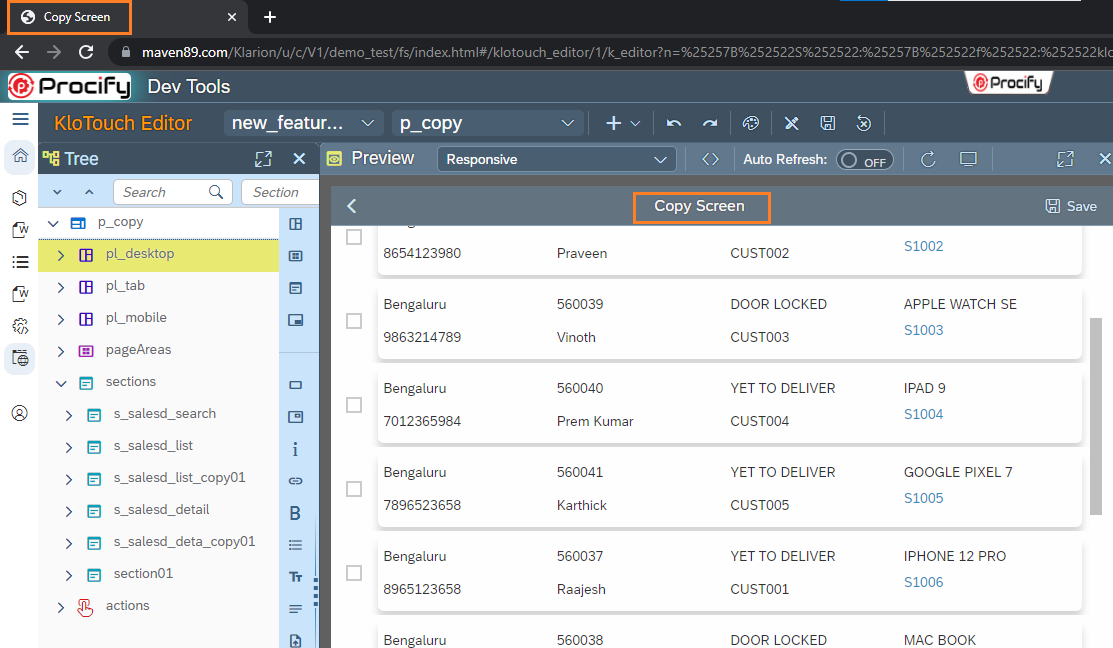 Copy Screen
maven89.com/Klarion/u/c/V1/demo_test/fs/index.html#/klotouch_editor/1/k_editor?n=%25257B%252522S%252522:%25257B%252522f%252522:%252522klo
Procify Dev Tools
Procify
KloTouch Editor new_featur... p_copy
Tree
Preview Responsive Auto Refresh: OFF
Search Section
Copy Screen
Save
p_copy
pl_desktop
pl_tab
pl_mobile
pageAreas
sections
s_salesd_search
s_salesd_list
s_salesd_list_copy01
s_salesd_detail
s_salesd_deta_copy01
section01
actions
8654123980 Praveen CUST002 S1002
Bengaluru 560039 DOOR LOCKED APPLE WATCH SE
9863214789 Vinoth CUST003 S1003
Bengaluru 560040 YET TO DELIVER IPAD 9
7012365984 Prem Kumar CUST004 S1004
Bengaluru 560041 YET TO DELIVER GOOGLE PIXEL 7
7896523658 Karthick CUST005 S1005
Bengaluru 560037 YET TO DELIVER IPHONE 12 PRO
8965123658 Raajesh CUST001 S1006
Bengaluru 560038 DOOR LOCKED MAC BOOK